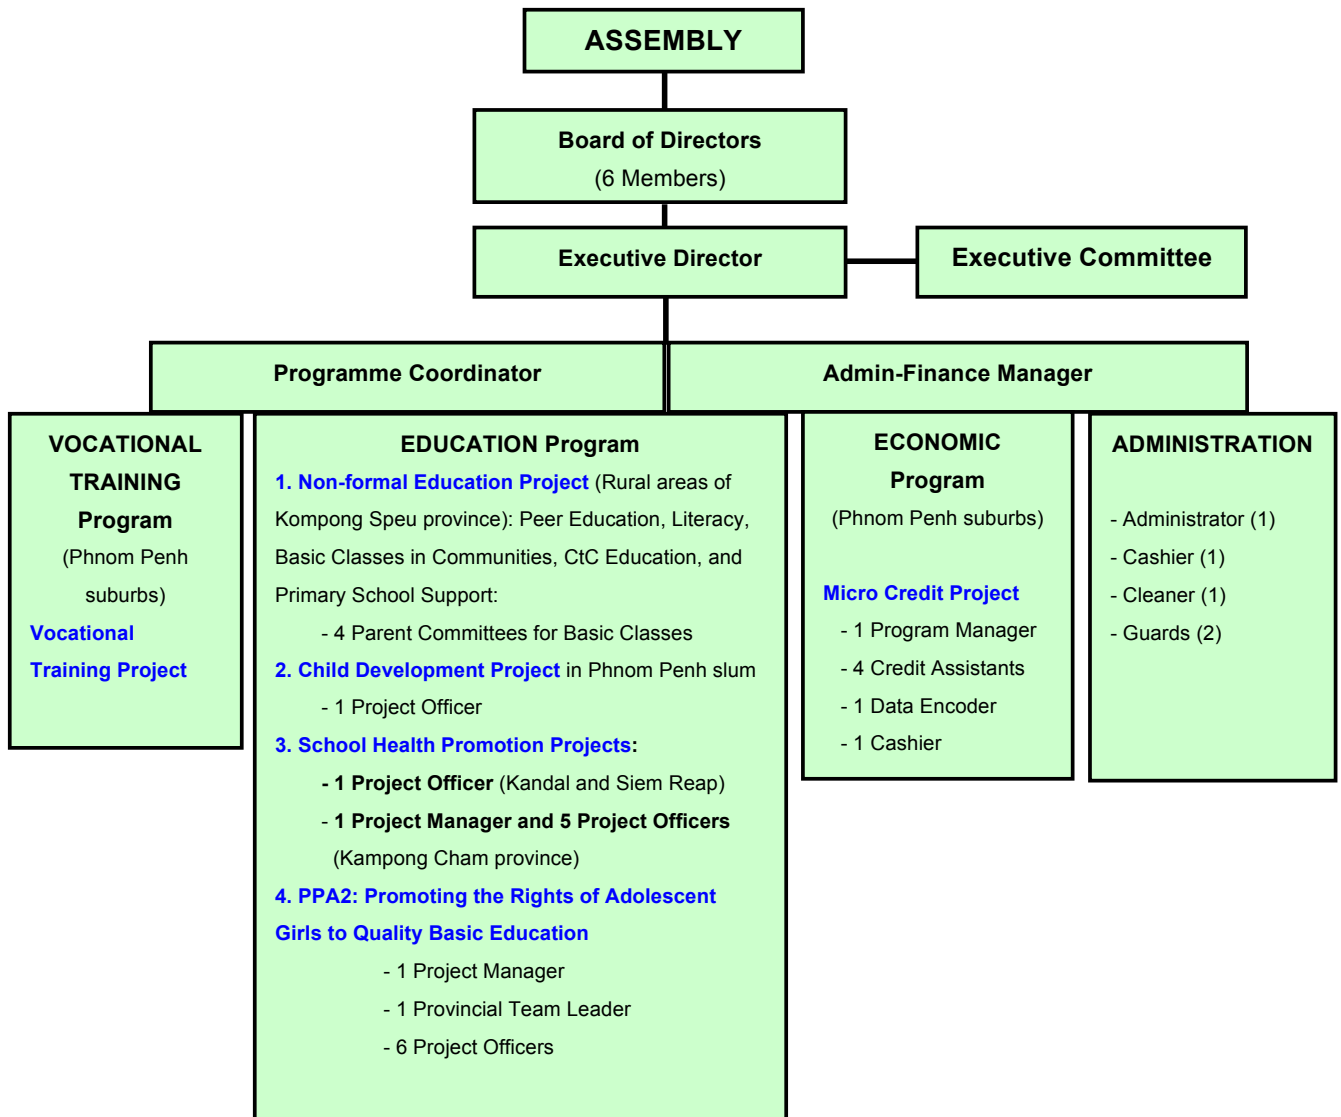 ASSEMBLY
Board of Directors
(6 Members)
Executive Director
Executive Committee
Programme Coordinator
Admin-Finance Manager
VOCATIONAL
TRAINING
Program
(Phnom Penh
suburbs)
Vocational
Training Project
EDUCATION Program
1. Non-formal Education Project (Rural areas of
Kompong Speu province): Peer Education, Literacy,
Basic Classes in Communities, CtC Education, and
Primary School Support:
- 4 Parent Committees for Basic Classes
2. Child Development Project in Phnom Penh slum
- 1 Project Officer
3. School Health Promotion Projects:
- 1 Project Officer (Kandal and Siem Reap)
- 1 Project Manager and 5 Project Officers
(Kampong Cham province)
4. PPA2: Promoting the Rights of Adolescent
Girls to Quality Basic Education
- 1 Project Manager
- 1 Provincial Team Leader
- 6 Project Officers
ECONOMIC
Program
(Phnom Penh suburbs)
Micro Credit Project
- 1 Program Manager
- 4 Credit Assistants
- 1 Data Encoder
- 1 Cashier
ADMINISTRATION
- Administrator (1)
- Cashier (1)
- Cleaner (1)
- Guards (2)